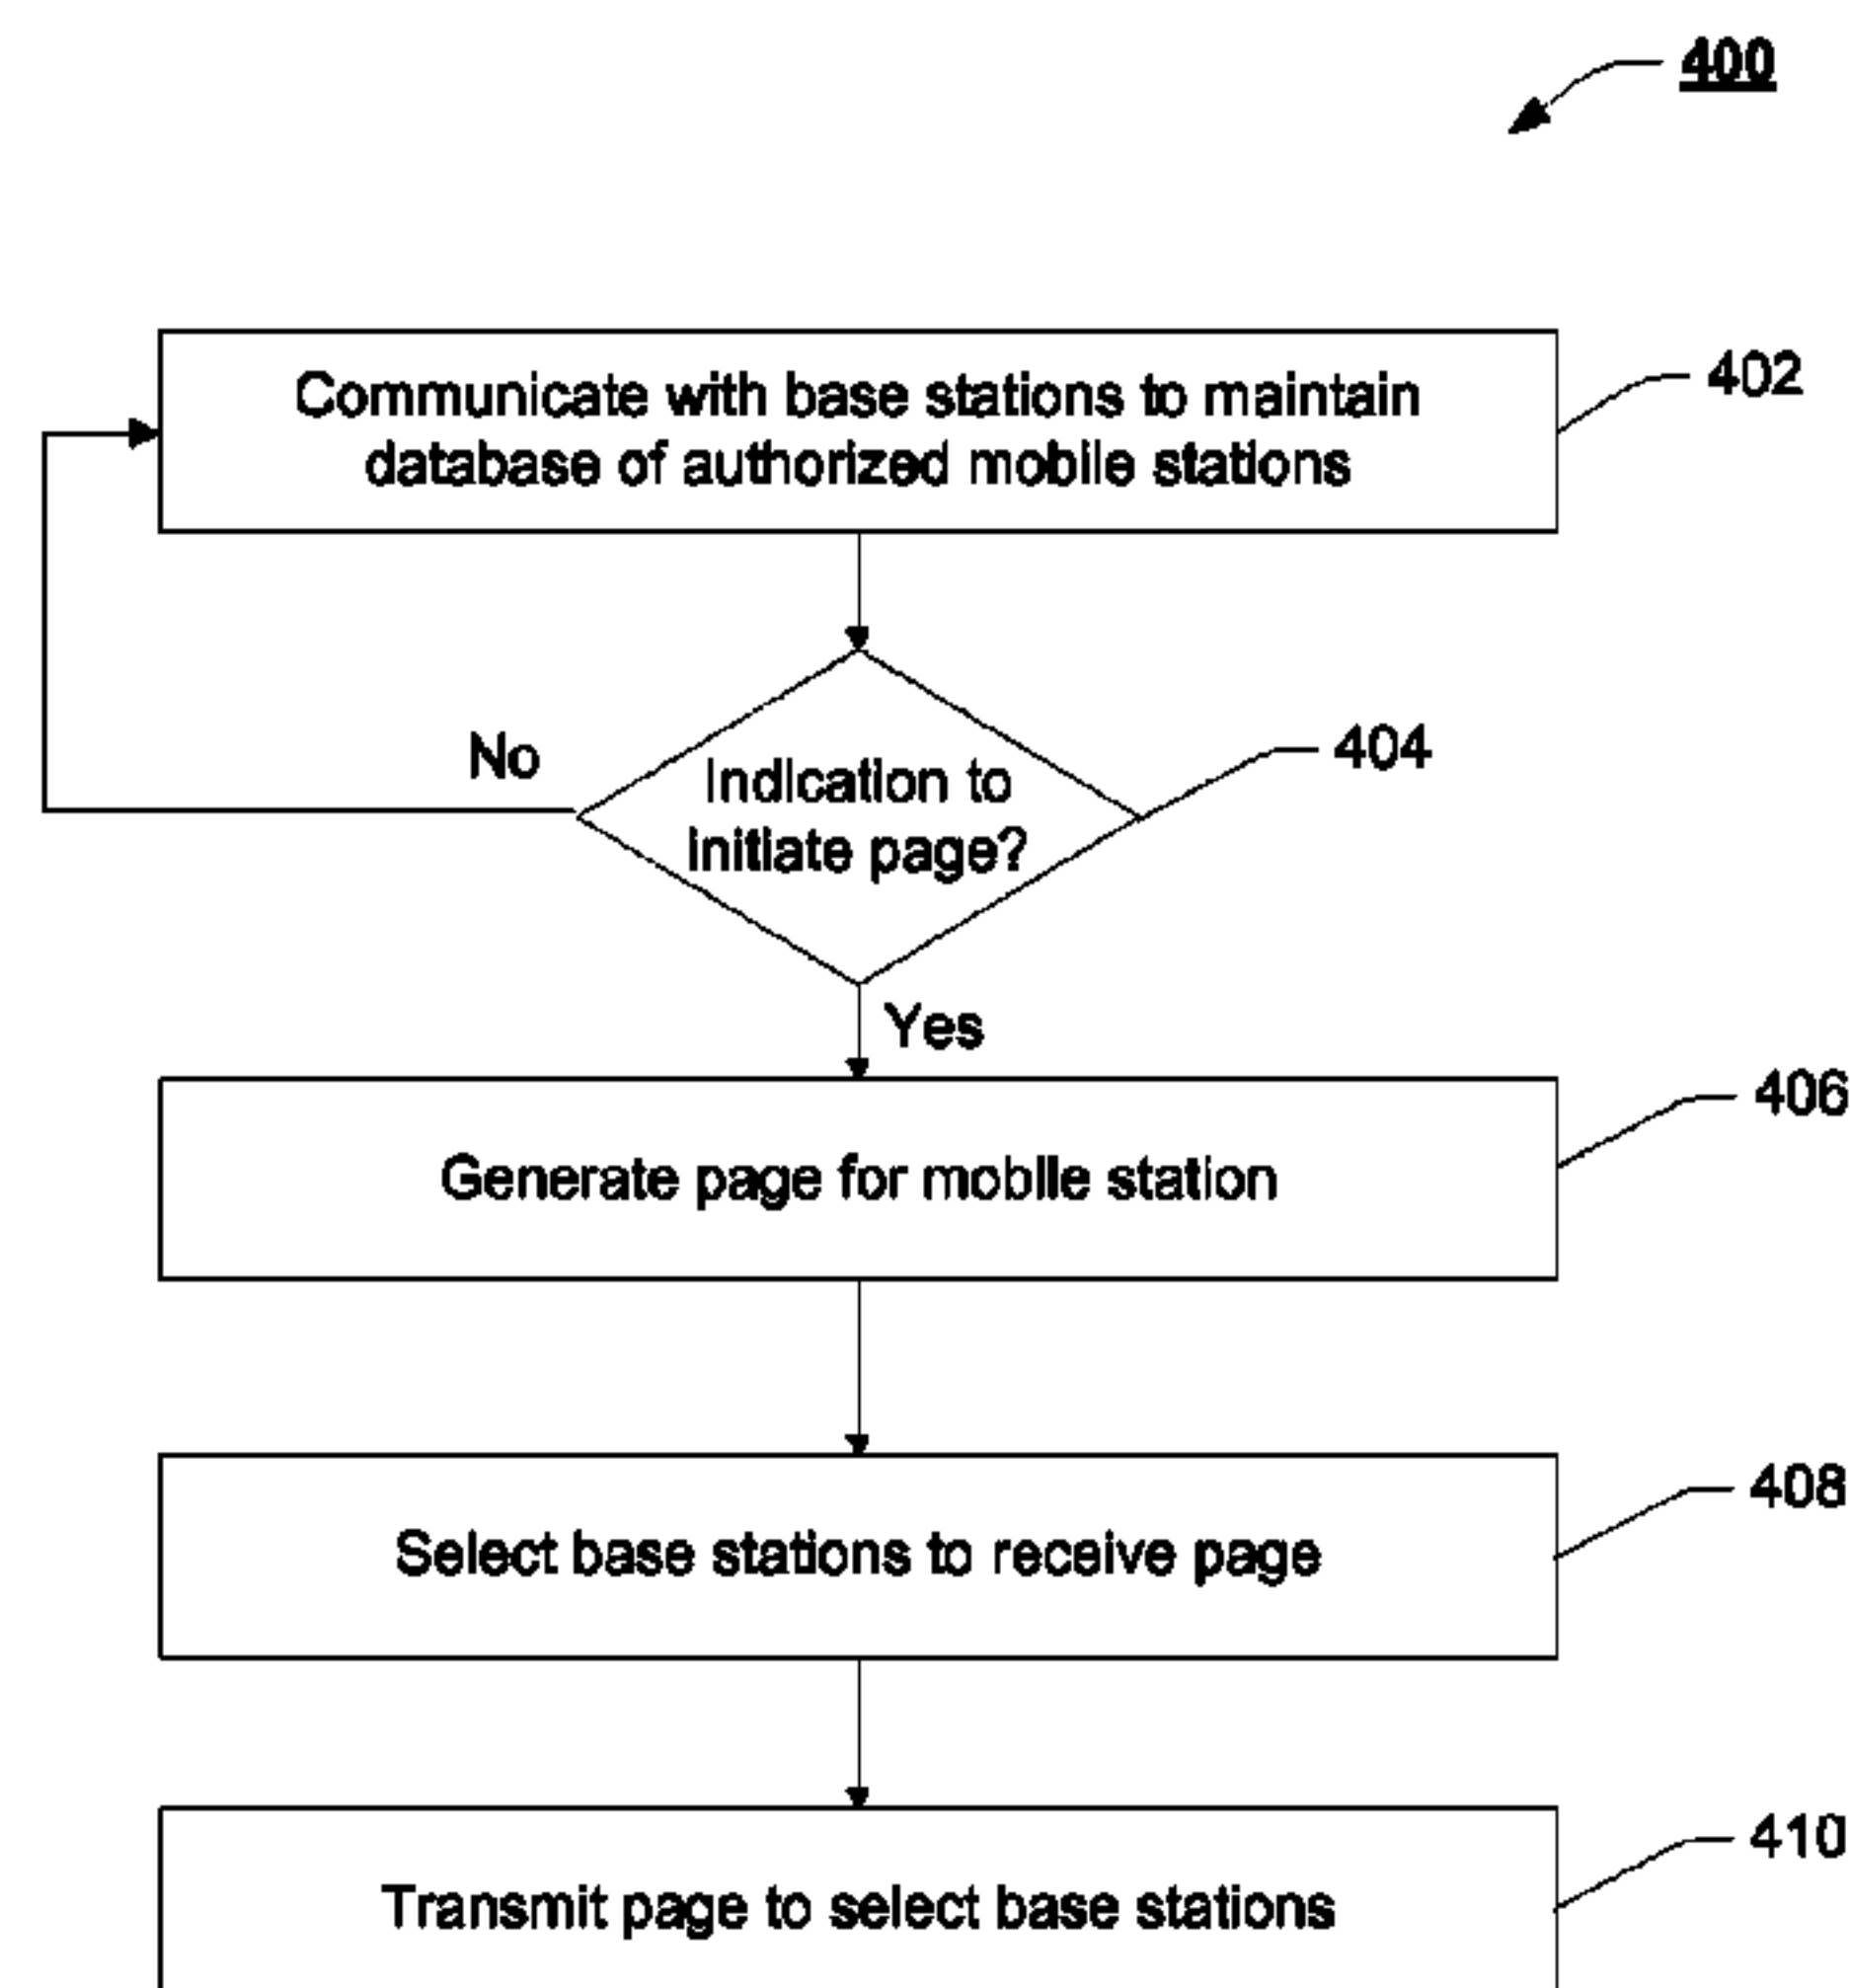 400
Communicate with base stations to maintain
database of authorized mobile stations
402
No
Indication to
initiate page?
404
Yes
Generate page for mobile station
406
Select base stations to receive page
408
Transmit page to select base stations
410